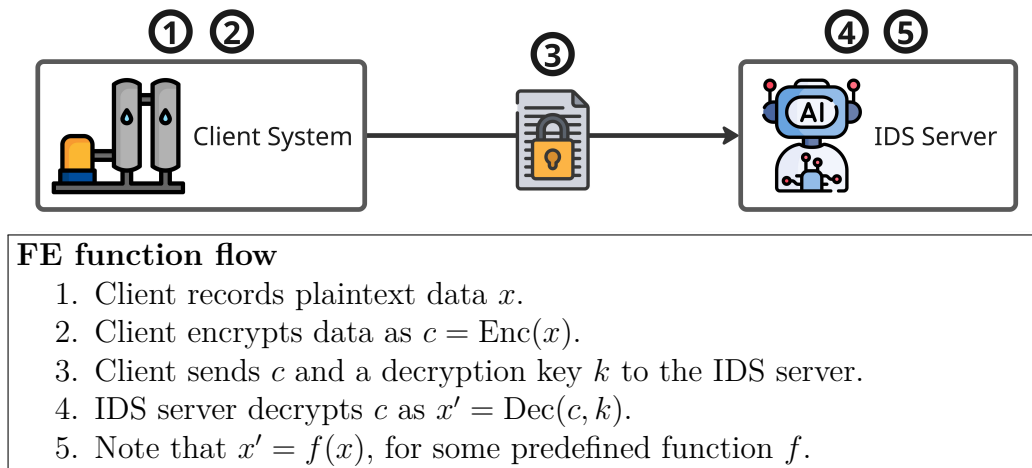 ① ② ③ ④ ⑤
Client System
AI
IDS Server
FE function flow
1. Client records plaintext data x.
2. Client encrypts data as c = Enc(x).
3. Client sends c and a decryption key k to the IDS server.
4. IDS server decrypts c as x′ = Dec(c, k).
5. Note that x′ = f(x), for some predefined function f.